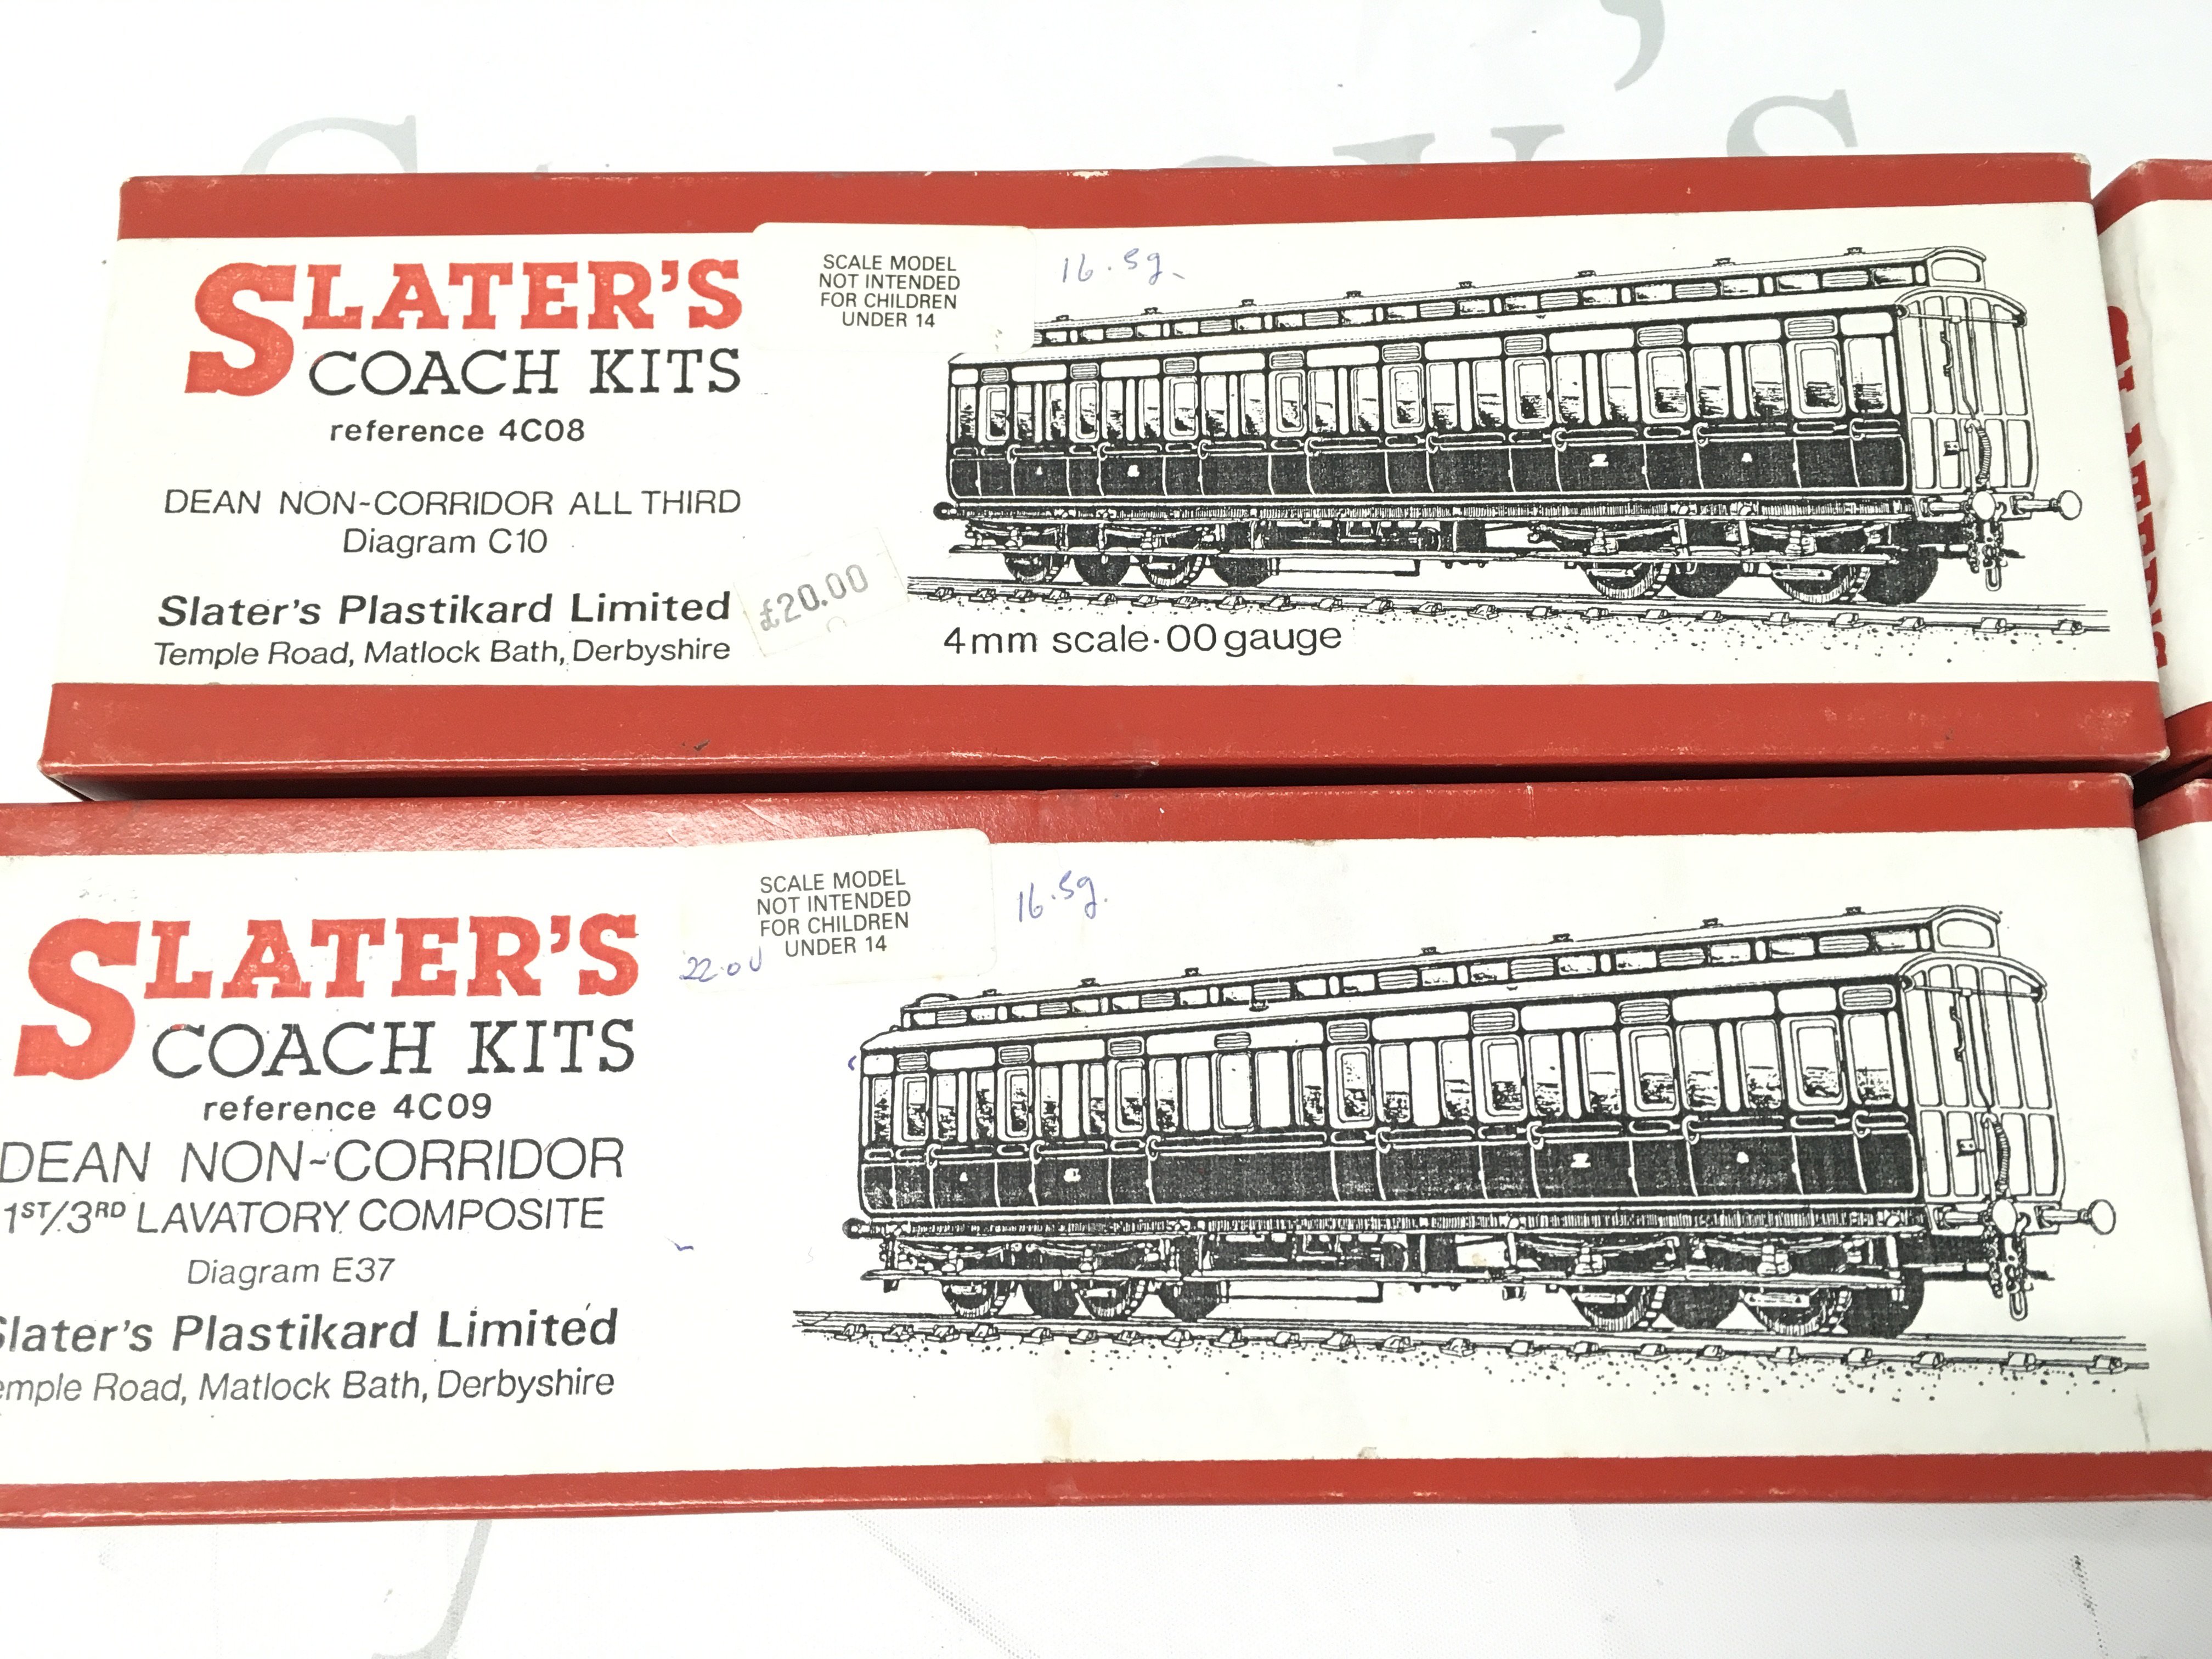 SLATER'S
COACH KITS
reference 4C08
DEAN NON-CORRIDOR ALL THIRD
Diagram C10
Slater's Plastikard Limited
Temple Road, Matlock Bath, Derbyshire
£20.00
SCALE MODEL
NOT INTENDED
FOR CHILDREN
UNDER 14
16.5g
4mm scale·00 gauge
SLATER'S
SLATER'S
COACH KITS
reference 4C09
DEAN NON-CORRIDOR
1ST/3RD LAVATORY COMPOSITE
Diagram E37
Slater's Plastikard Limited
Temple Road, Matlock Bath, Derbyshire
SCALE MODEL
NOT INTENDED
FOR CHILDREN
UNDER 14
22.00
16.5g.